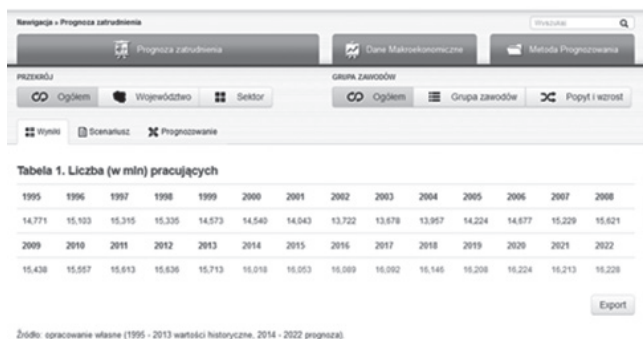 Nawigacja » Prognoza zatrudnienia
Wyszukaj
Prognoza zatrudnienia Dane Makroekonomiczne Metoda Prognozowania
PRZEKRÓJ GRUPA ZAWODÓW
Ogółem Województwo Sektor Ogółem Grupa zawodów Popyt i wzrost
Wyniki Scenariusz Prognozowanie
Tabela 1. Liczba (w mln) pracujących
1995 1996 1997 1998 1999 2000 2001 2002 2003 2004 2005 2006 2007 2008
14,771 15,103 15,315 15,335 14,573 14,540 14,043 13,722 13,678 13,957 14,224 14,677 15,229 15,621
2009 2010 2011 2012 2013 2014 2015 2016 2017 2018 2019 2020 2021 2022
15,438 15,557 15,613 15,636 15,713 16,018 16,053 16,089 16,092 16,146 16,208 16,224 16,213 16,228
Export
Źródło: opracowanie własne (1995 - 2013 wartości historyczne, 2014 - 2022 prognoza).